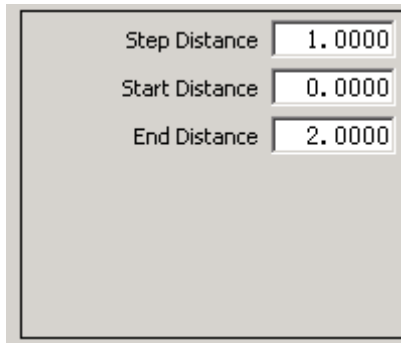 Step Distance 1.0000
Start Distance 0.0000
End Distance 2.0000